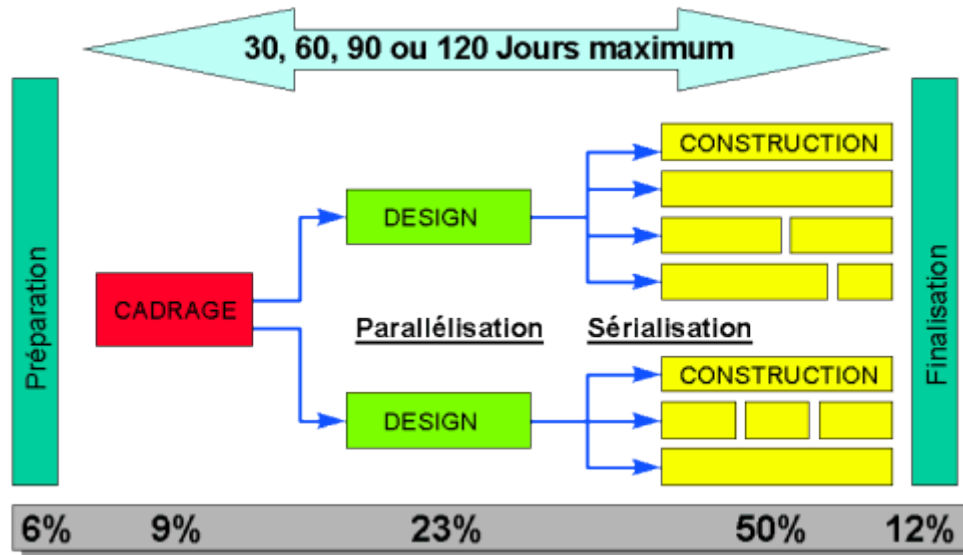 30, 60, 90 ou 120 Jours maximum
Préparation
CADRAGE
DESIGN
DESIGN
Parallélisation
Sérialisation
CONSTRUCTION
CONSTRUCTION
Finalisation
6% 9% 23% 50% 12%